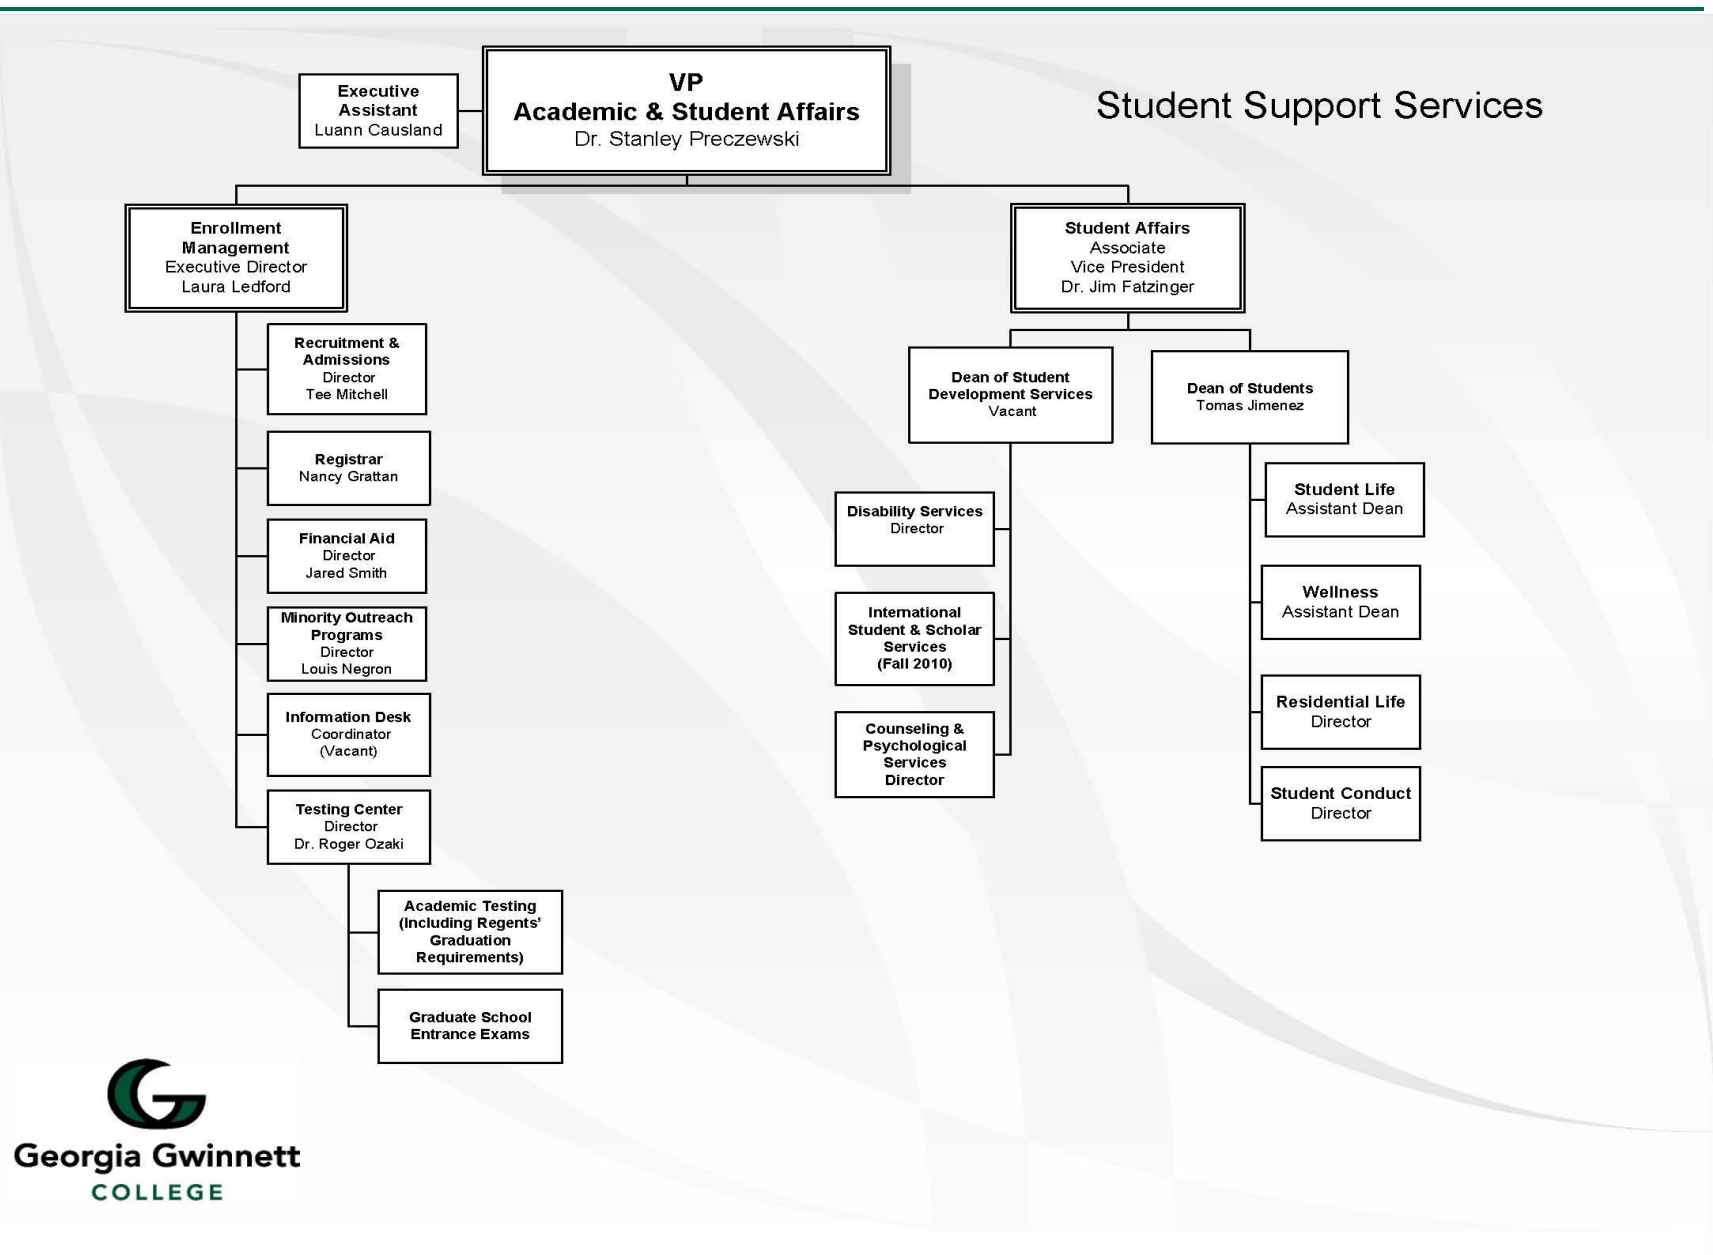 Executive
Assistant
Luann Causland
VP
Academic & Student Affairs
Dr. Stanley Preczewski
Student Support Services
Enrollment
Management
Executive Director
Laura Ledford
Recruitment &
Admissions
Director
Tee Mitchell
Registrar
Nancy Grattan
Financial Aid
Director
Jared Smith
Minority Outreach
Programs
Director
Louis Negron
Information Desk
Coordinator
(Vacant)
Testing Center
Director
Dr. Roger Ozaki
Academic Testing
(Including Regents’
Graduation
Requirements)
Graduate School
Entrance Exams
Student Affairs
Associate
Vice President
Dr. Jim Fatzinger
Dean of Student
Development Services
Vacant
Disability Services
Director
International
Student & Scholar
Services
(Fall 2010)
Counseling &
Psychological
Services
Director
Dean of Students
Tomas Jimenez
Student Life
Assistant Dean
Wellness
Assistant Dean
Residential Life
Director
Student Conduct
Director
Georgia Gwinnett
COLLEGE